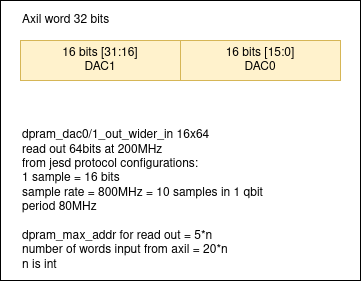 Axil word 32 bits
16 bits [31:16]
DAC1
16 bits [15:0]
DAC0
dpram_dac0/1_out_wider_in 16x64
read out 64bits at 200MHz
from jesd protocol configurations:
1 sample = 16 bits
sample rate = 800MHz = 10 samples in 1 qbit
period 80MHz
dpram_max_addr for read out = 5*n
number of words input from axil = 20*n
n is int